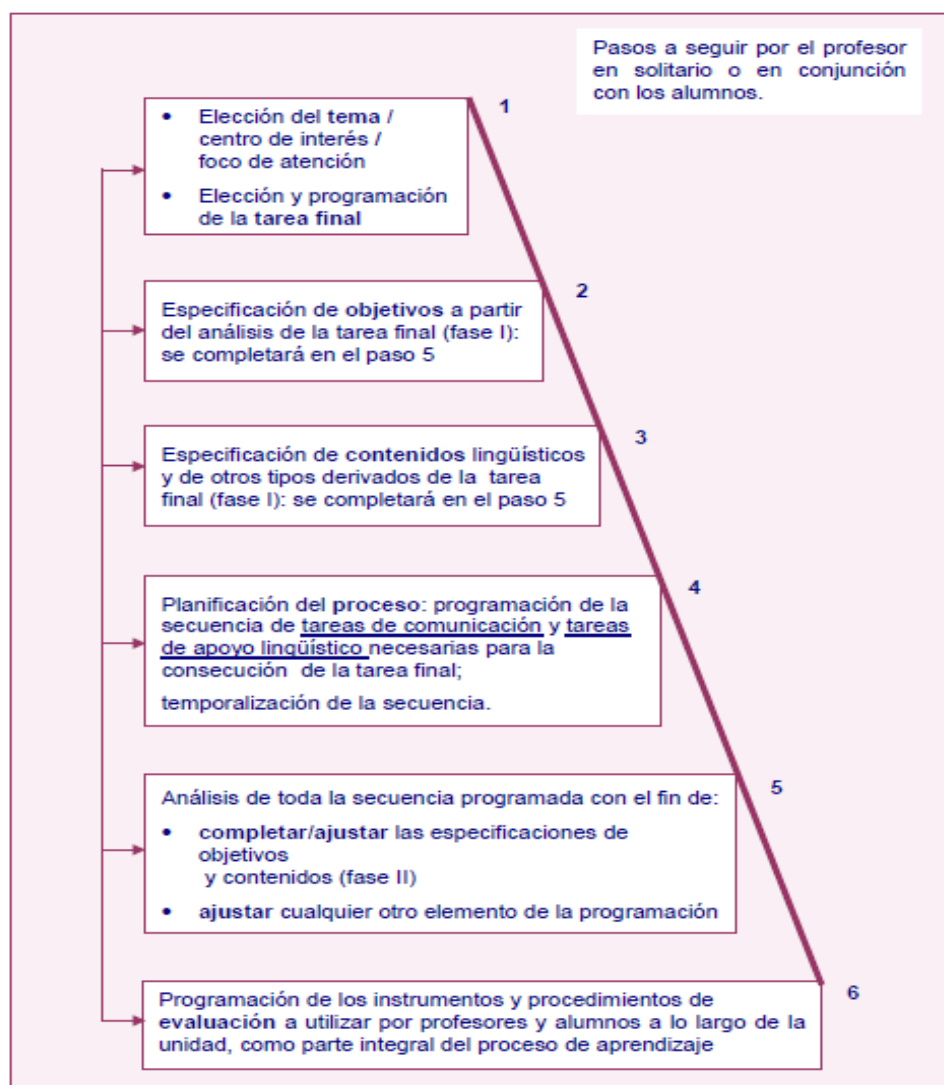 Pasos a seguir por el profesor
en solitario o en conjunción
con los alumnos.
1
• Elección del tema /
centro de interés /
foco de atención
• Elección y programación
de la tarea final
2
Especificación de objetivos a partir
del análisis de la tarea final (fase I):
se completará en el paso 5
3
Especificación de contenidos lingüísticos
y de otros tipos derivados de la tarea
final (fase I): se completará en el paso 5
4
Planificación del proceso: programación de la
secuencia de tareas de comunicación y tareas
de apoyo lingüístico necesarias para la
consecución de la tarea final;
temporalización de la secuencia.
5
Análisis de toda la secuencia programada con el fin de:
• completar/ajustar las especificaciones de
objetivos
y contenidos (fase II)
• ajustar cualquier otro elemento de la programación
6
Programación de los instrumentos y procedimientos de
evaluación a utilizar por profesores y alumnos a lo largo de la
unidad, como parte integral del proceso de aprendizaje